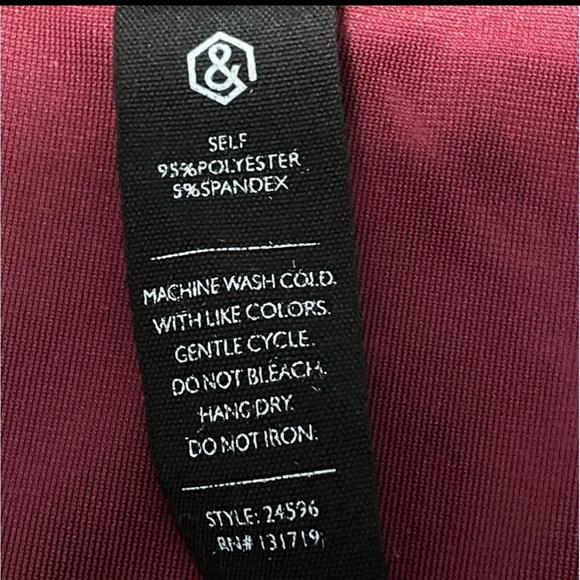 &
SELF
95%POLYESTER
5%SPANDEX
MACHINE WASH COLD.
WITH LIKE COLORS.
GENTLE CYCLE.
DO NOT BLEACH.
HANG DRY.
DO NOT IRON.
STYLE: 24596
RN# 131719